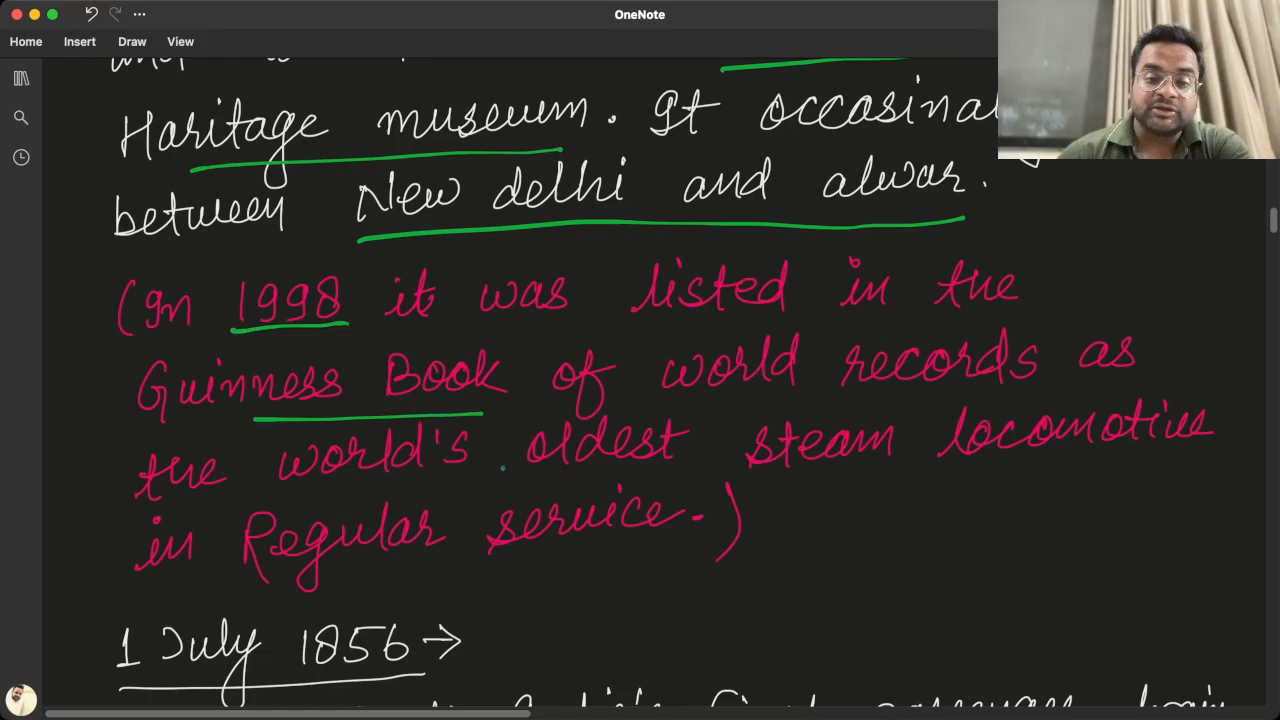 OneNote
Home Insert Draw View
Haritage museum. It occasinal
between New delhi and alwar.
(In 1998 it was listed in the
Guinness Book of world records as
the world's oldest steam locomotive
in Regular service.)
1 July 1856 →